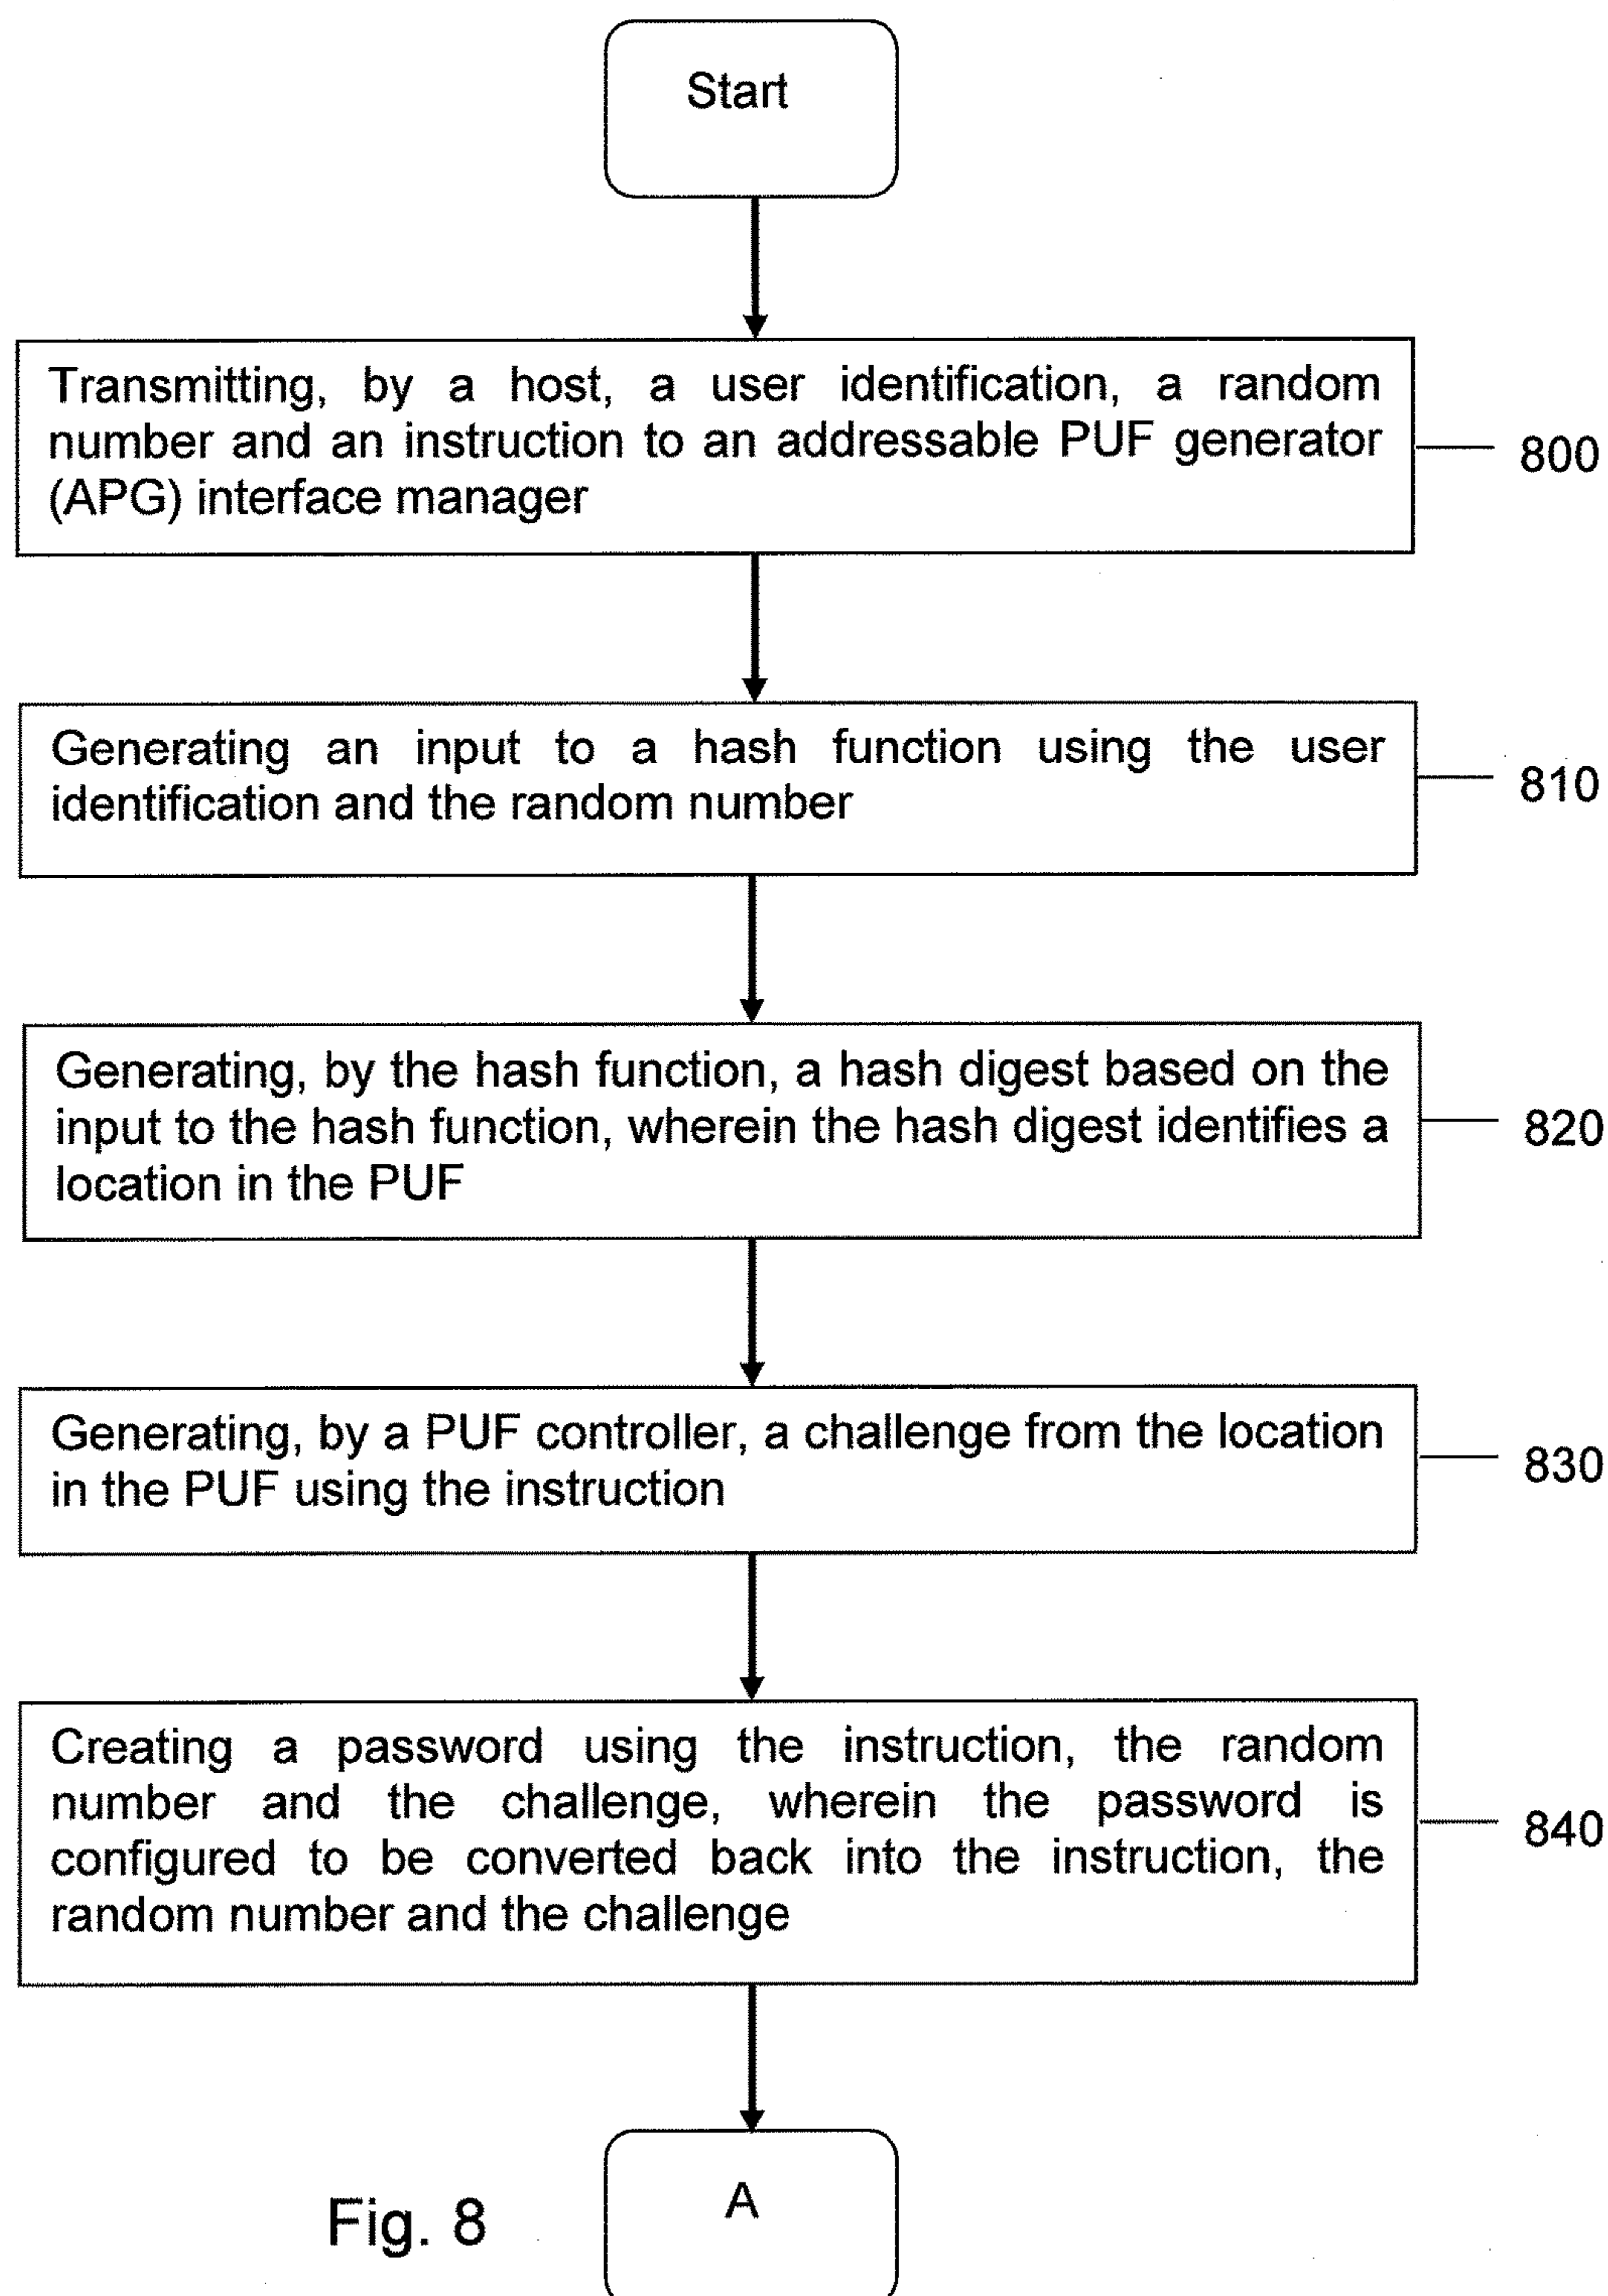 Start
Transmitting, by a host, a user identification, a random
number and an instruction to an addressable PUF generator
(APG) interface manager
800
Generating an input to a hash function using the user
identification and the random number
810
Generating, by the hash function, a hash digest based on the
input to the hash function, wherein the hash digest identifies a
location in the PUF
820
Generating, by a PUF controller, a challenge from the location
in the PUF using the instruction
830
Creating a password using the instruction, the random
number and the challenge, wherein the password is
configured to be converted back into the instruction, the
random number and the challenge
840
A
Fig. 8